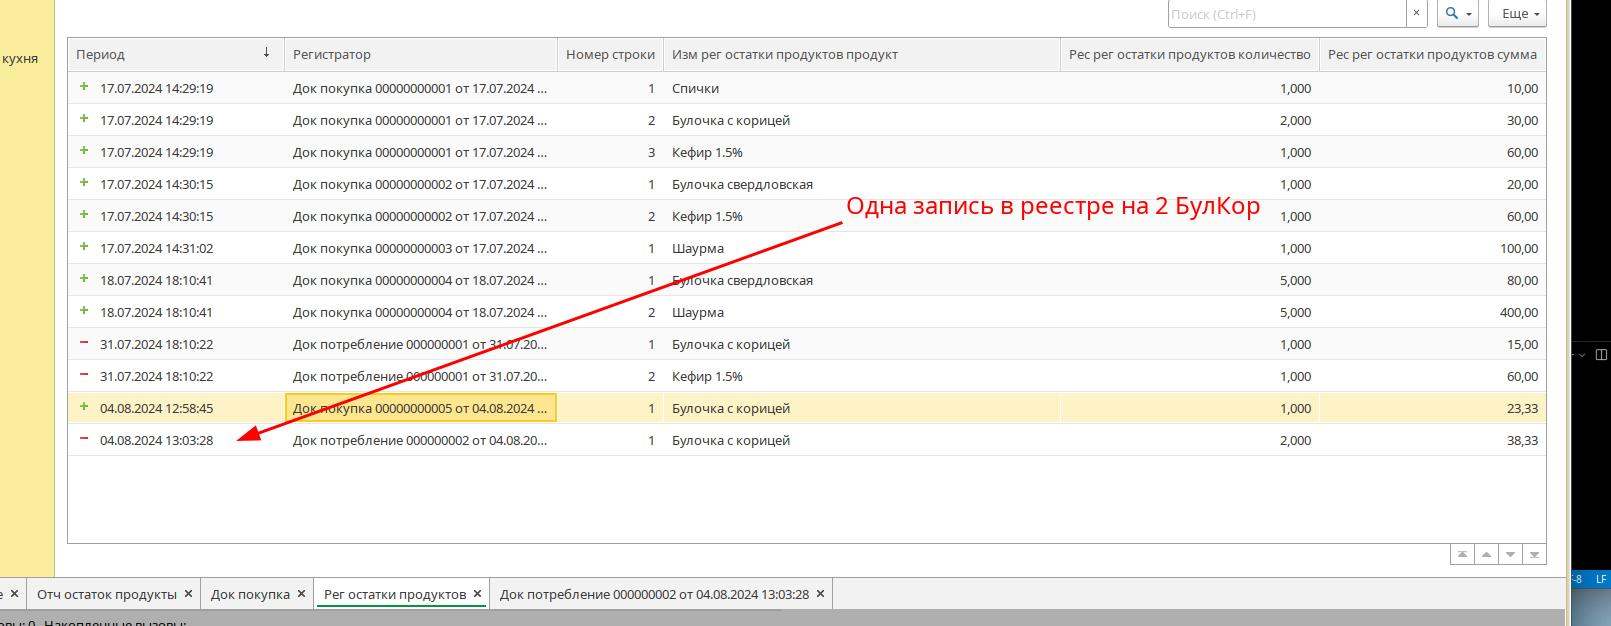 Поиск (Ctrl+F) × Еще
кухня
Период ↓ Регистратор Номер строки Изм рег остатки продуктов продукт Рес рег остатки продуктов количество Рес рег остатки продуктов сумма
+ 17.07.2024 14:29:19 Док покупка 00000000001 от 17.07.2024 ... 1 Спички 1,000 10,00
+ 17.07.2024 14:29:19 Док покупка 00000000001 от 17.07.2024 ... 2 Булочка с корицей 2,000 30,00
+ 17.07.2024 14:29:19 Док покупка 00000000001 от 17.07.2024 ... 3 Кефир 1.5% 1,000 60,00
+ 17.07.2024 14:30:15 Док покупка 00000000002 от 17.07.2024 ... 1 Булочка свердловская 1,000 20,00
Одна запись в реестре на 2 БулКор
+ 17.07.2024 14:30:15 Док покупка 00000000002 от 17.07.2024 ... 2 Кефир 1.5% 1,000 60,00
+ 17.07.2024 14:31:02 Док покупка 00000000003 от 17.07.2024 ... 1 Шаурма 1,000 100,00
+ 18.07.2024 18:10:41 Док покупка 00000000004 от 18.07.2024 ... 1 Булочка свердловская 5,000 80,00
+ 18.07.2024 18:10:41 Док покупка 00000000004 от 18.07.2024 ... 2 Шаурма 5,000 400,00
− 31.07.2024 18:10:22 Док потребление 000000001 от 31.07.20... 1 Булочка с корицей 1,000 15,00
− 31.07.2024 18:10:22 Док потребление 000000001 от 31.07.20... 2 Кефир 1.5% 1,000 60,00
+ 04.08.2024 12:58:45 Док покупка 00000000005 от 04.08.2024 ... 1 Булочка с корицей 1,000 23,33
− 04.08.2024 13:03:28 Док потребление 000000002 от 04.08.20... 1 Булочка с корицей 2,000 38,33
-8 LF
× Отч остаток продукты × Док покупка × Рег остатки продуктов × Док потребление 000000002 от 04.08.2024 13:03:28 ×
0 Накопленные вызовы: